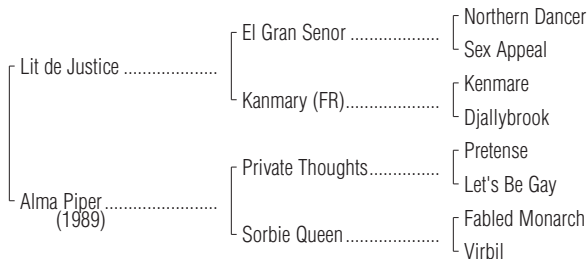 Northern Dancer
El Gran Senor ...................
Sex Appeal
Lit de Justice ....................
Kenmare
Kanmary (FR)....................
Djallybrook
Pretense
Private Thoughts...............
Let's Be Gay
Alma Piper ........................
(1989)
Fabled Monarch
Sorbie Queen ....................
Virbil